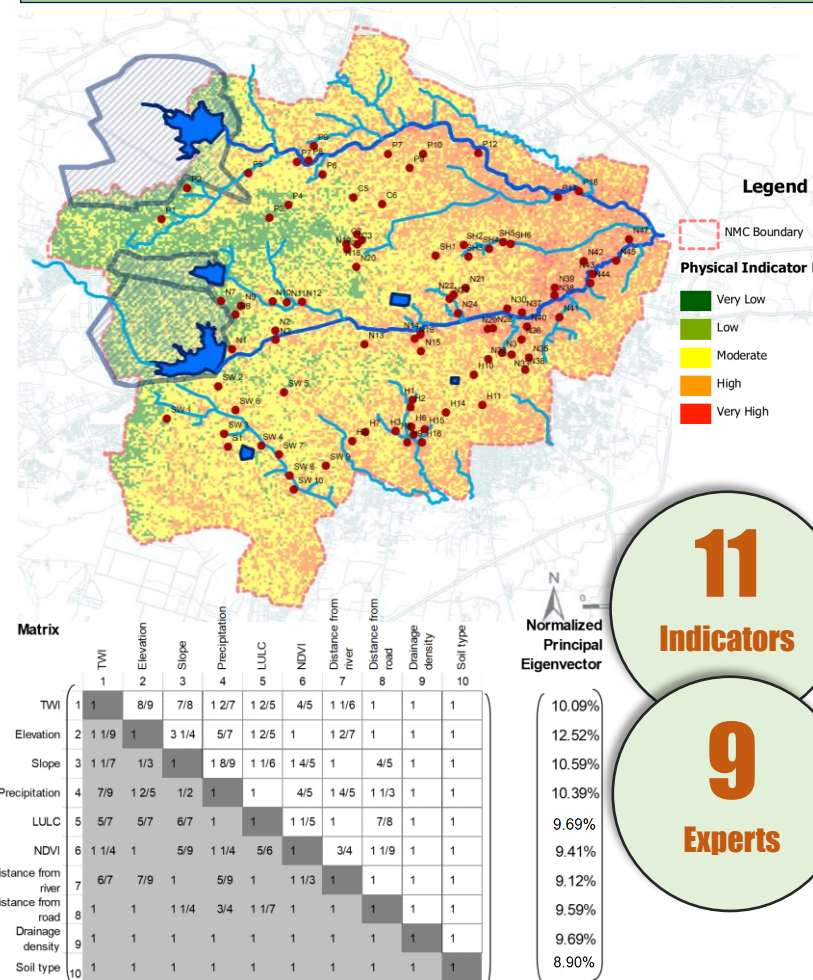 Legend
NMC Boundary
Physical Indicator
Very Low
Low
Moderate
High
Very High
P9
P8
P7
P10
P12
P5
P6
P2
P4
C5
C6
P1
P18
C3
N20
SH1
SH2
SH4
SH5
SH6
N47
N42
N45
N44
N7
N9
N10
N11
N12
N21
N22
N24
N39
N38
N30
N37
N41
N40
N36
N2
N3
N1
N13
N14
N15
N35
H10
SW 2
SW 5
SW 1
SW 6
SW 3
S1
SW 4
SW 7
SW 8
SW 9
SW 10
H1
H2
H3
H6
H7
H14
H11
H15
H16
N
0
11
Indicators
9
Experts
Matrix
TWI
Elevation
Slope
Precipitation
LULC
NDVI
Distance from
river
Distance from
road
Drainage
density
Soil type
Normalized
Principal
Eigenvector
1 2 3 4 5 6 7 8 9 10
TWI 1 1 8/9 7/8 1 2/7 1 2/5 4/5 1 1/6 1 1 1 10.09%
Elevation 2 1 1/9 1 3 1/4 5/7 1 2/5 1 1 2/7 1 1 1 12.52%
Slope 3 1 1/7 1/3 1 1 8/9 1 1/6 1 4/5 1 4/5 1 1 10.59%
Precipitation 4 7/9 1 2/5 1/2 1 1 4/5 1 4/5 1 1/3 1 1 10.39%
LULC 5 5/7 5/7 6/7 1 1 1 1/5 1 7/8 1 1 9.69%
NDVI 6 1 1/4 1 5/9 1 1/4 5/6 1 3/4 1 1/9 1 1 9.41%
istance from
river 7 6/7 7/9 1 5/9 1 1 1/3 1 1 1 1 9.12%
istance from
road 8 1 1 1 1/4 3/4 1 1/7 1 1 1 1 1 9.59%
Drainage
density 9 1 1 1 1 1 1 1 1 1 1 9.69%
Soil type 10 1 1 1 1 1 1 1 1 1 1 8.90%